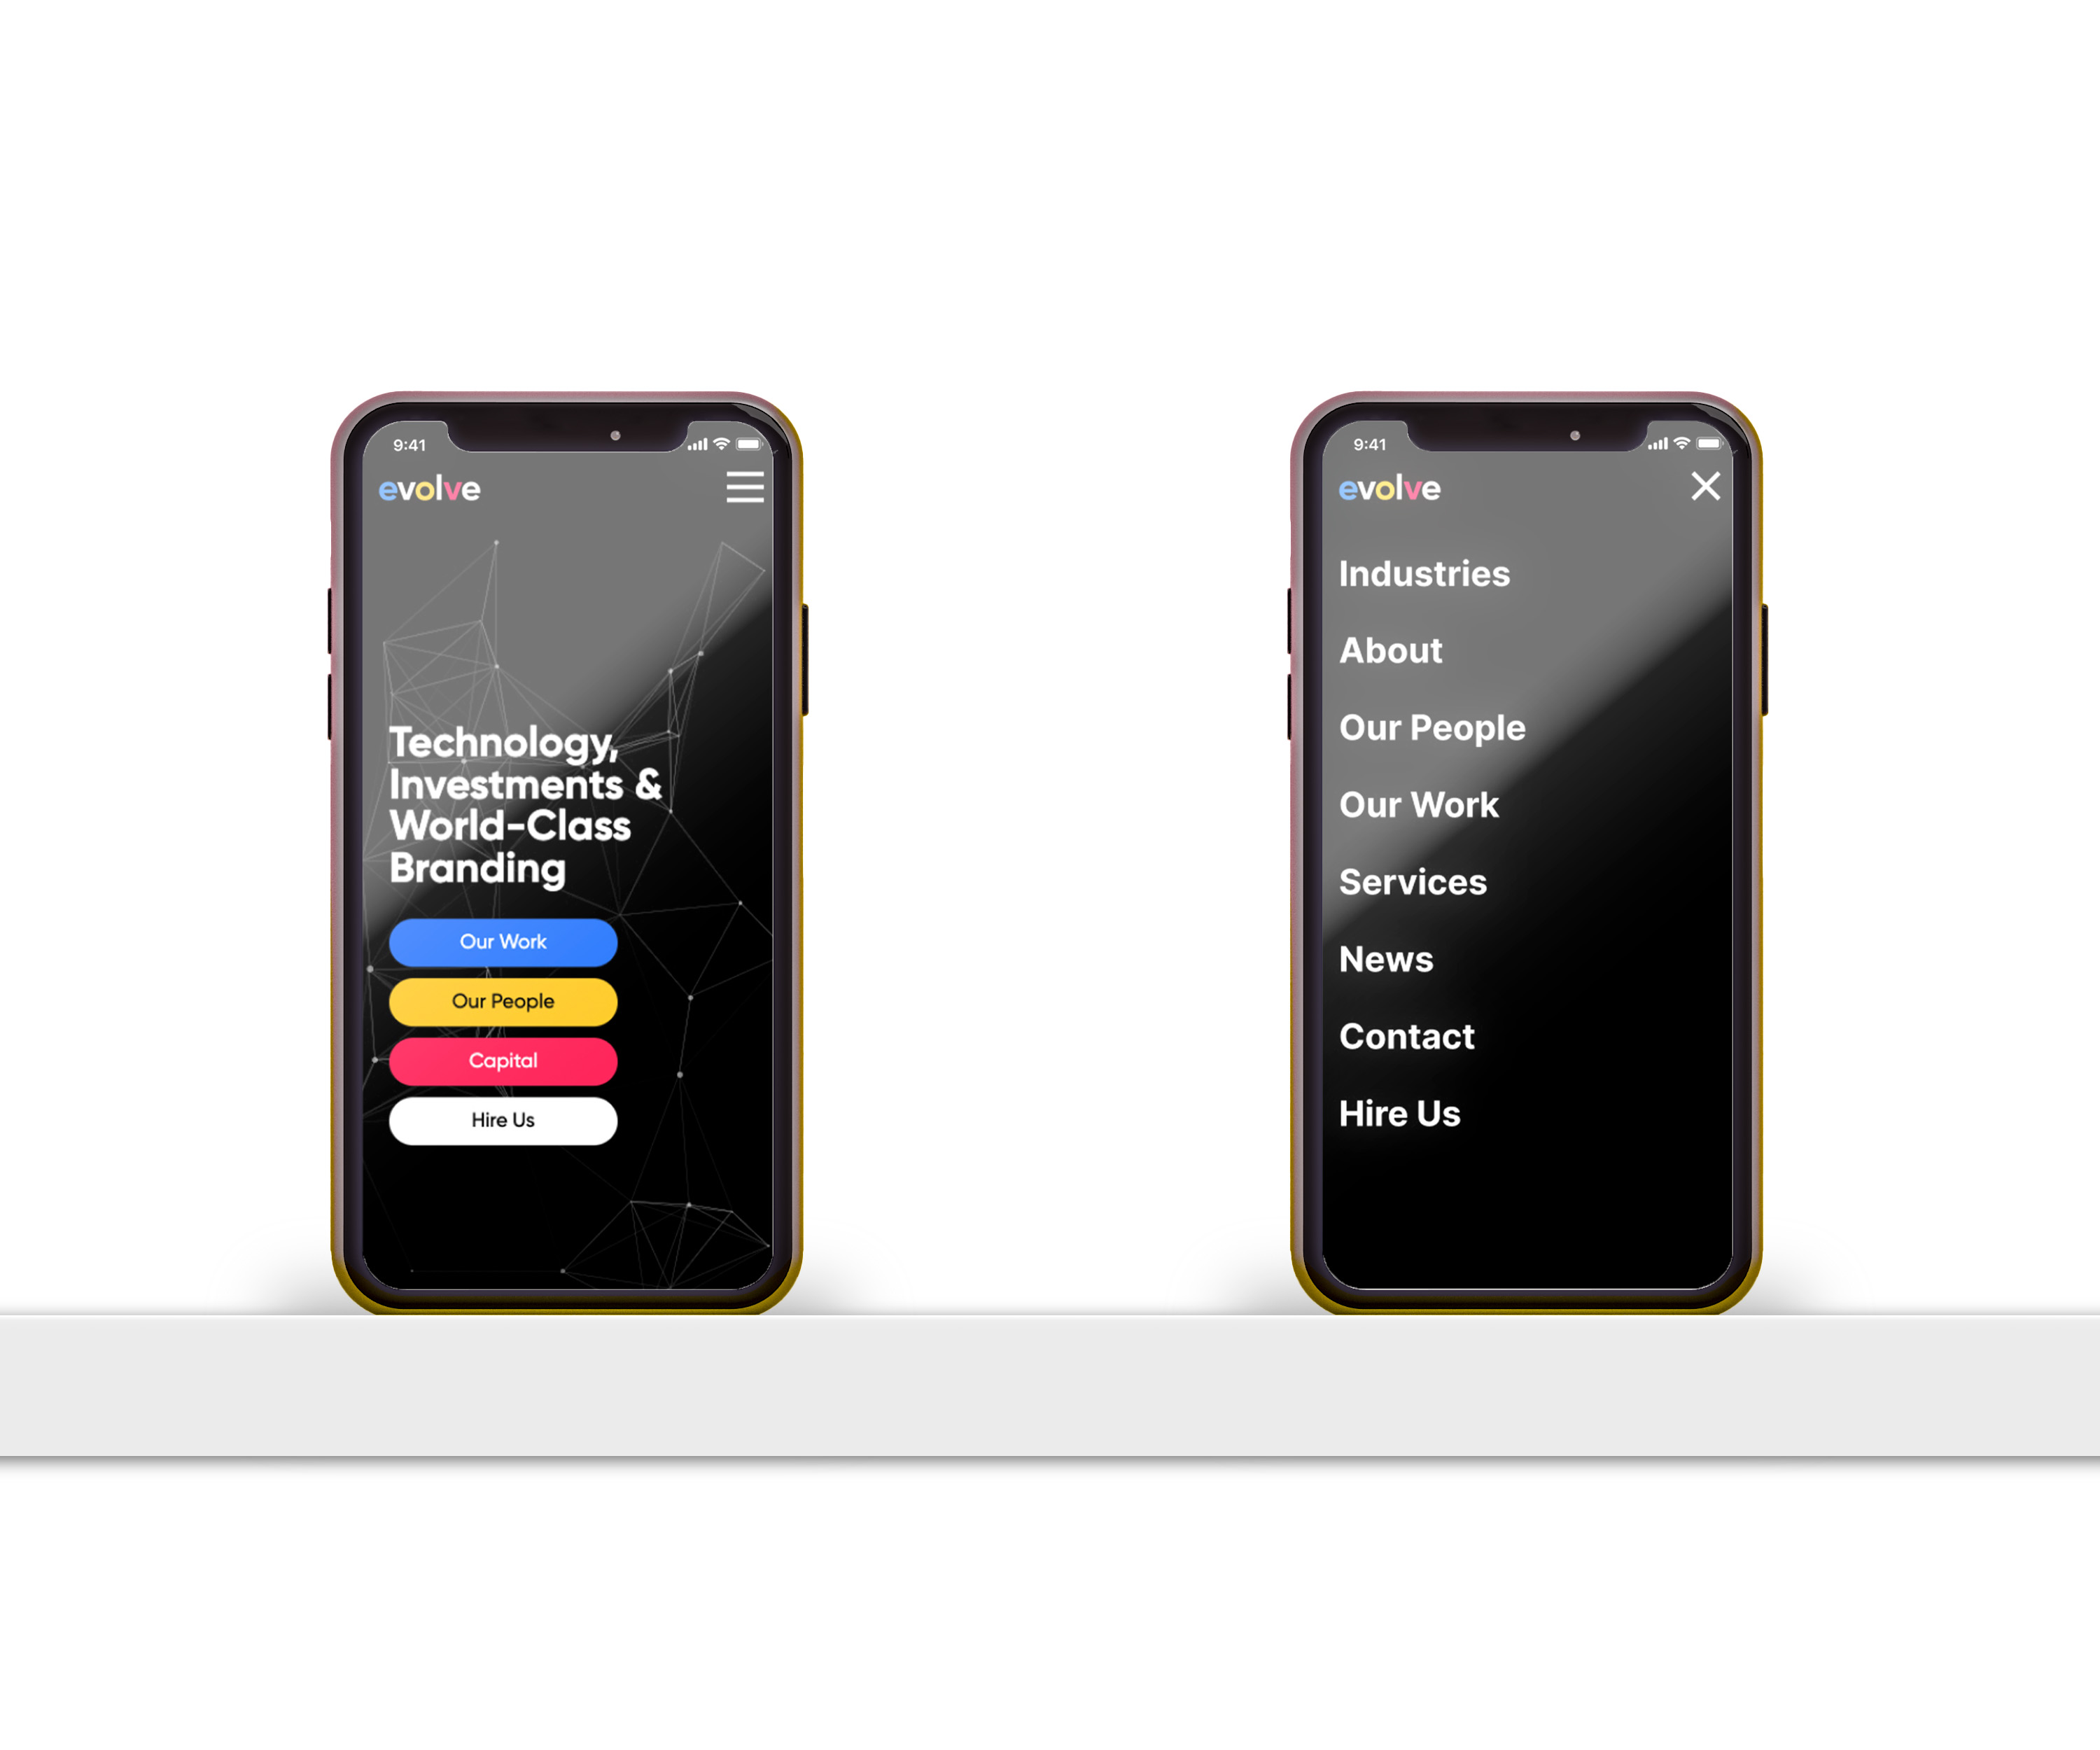 9:41
evolve
Technology,
Investments &
World-Class
Branding
Our Work
Our People
Capital
Hire Us
9:41
evolve
Industries
About
Our People
Our Work
Services
News
Contact
Hire Us